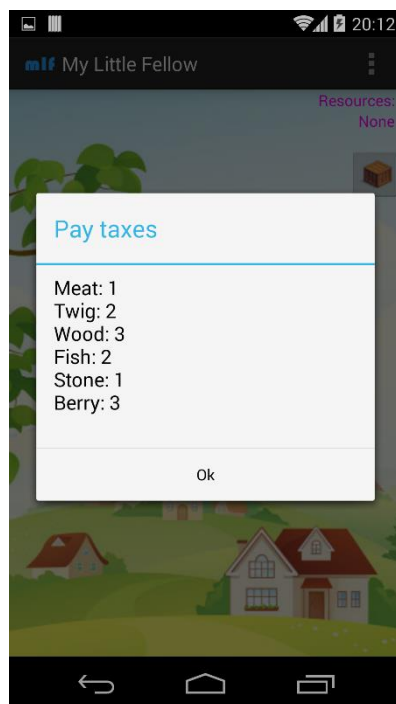 20:12
mlf My Little Fellow
Resources:
None
Pay taxes
Meat: 1
Twig: 2
Wood: 3
Fish: 2
Stone: 1
Berry: 3
Ok